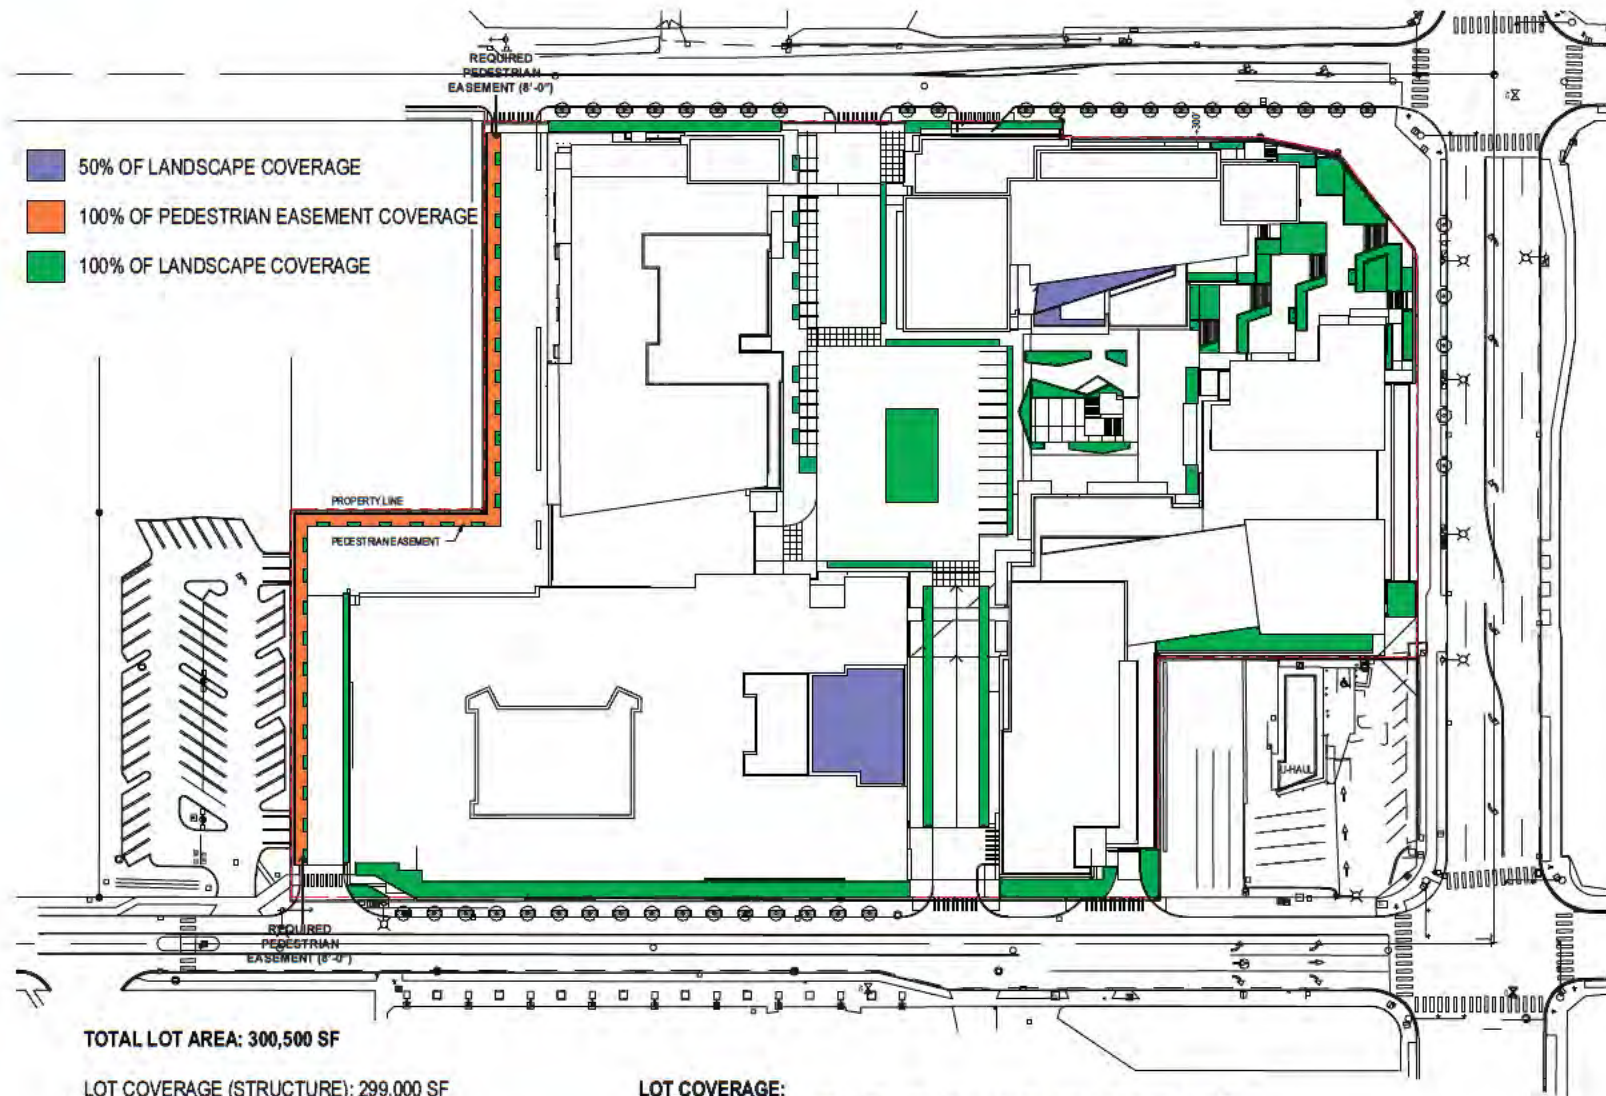 REQUIRED
PEDESTRIAN
EASEMENT (8'-0")
50% OF LANDSCAPE COVERAGE
100% OF PEDESTRIAN EASEMENT COVERAGE
100% OF LANDSCAPE COVERAGE
+300'
PROPERTY LINE
PEDESTRIAN EASEMENT
U-HAUL
REQUIRED
PEDESTRIAN
EASEMENT (8'-0")
TOTAL LOT AREA: 300,500 SF
LOT COVERAGE (STRUCTURE): 299,000 SF
LOT COVERAGE: